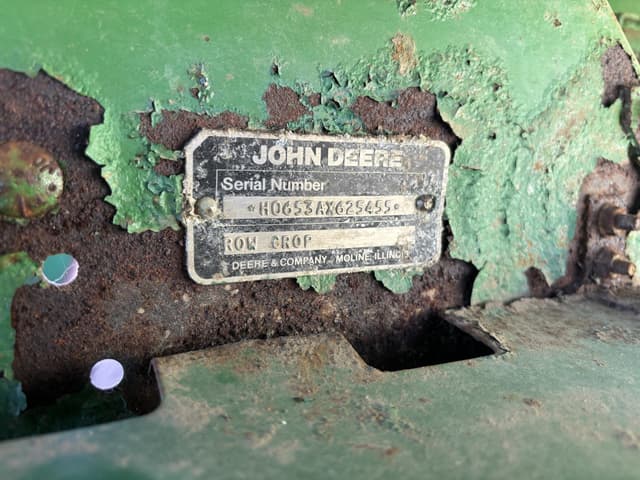 JOHN DEERE
Serial Number
*H0653AX625455*
ROW CROP
DEERE & COMPANY MOLINE ILLINOIS